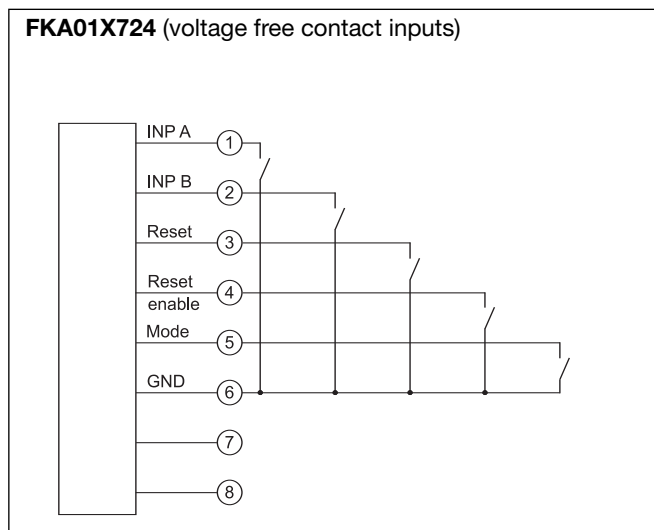 FKA01X724 (voltage free contact inputs)
INP A 1
INP B 2
Reset 3
Reset
enable 4
Mode 5
GND 6
7
8